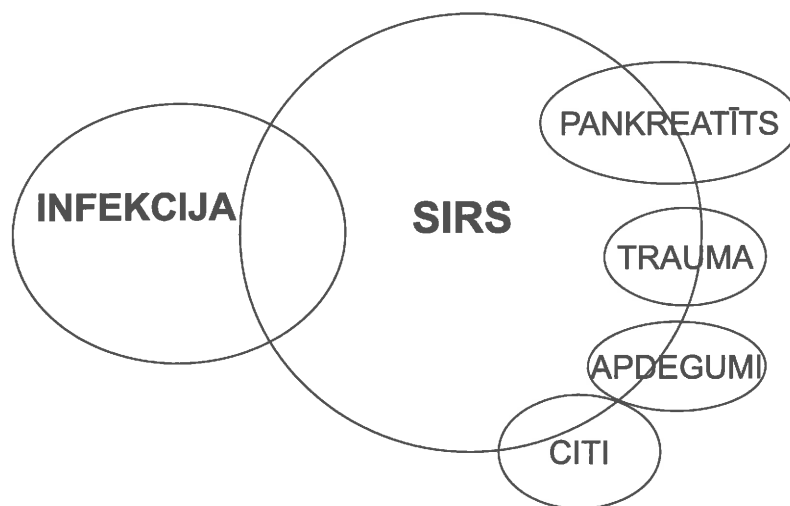 PANKREATĪTS
INFEKCIJA
SIRS
TRAUMA
APDEGUMI
CITI